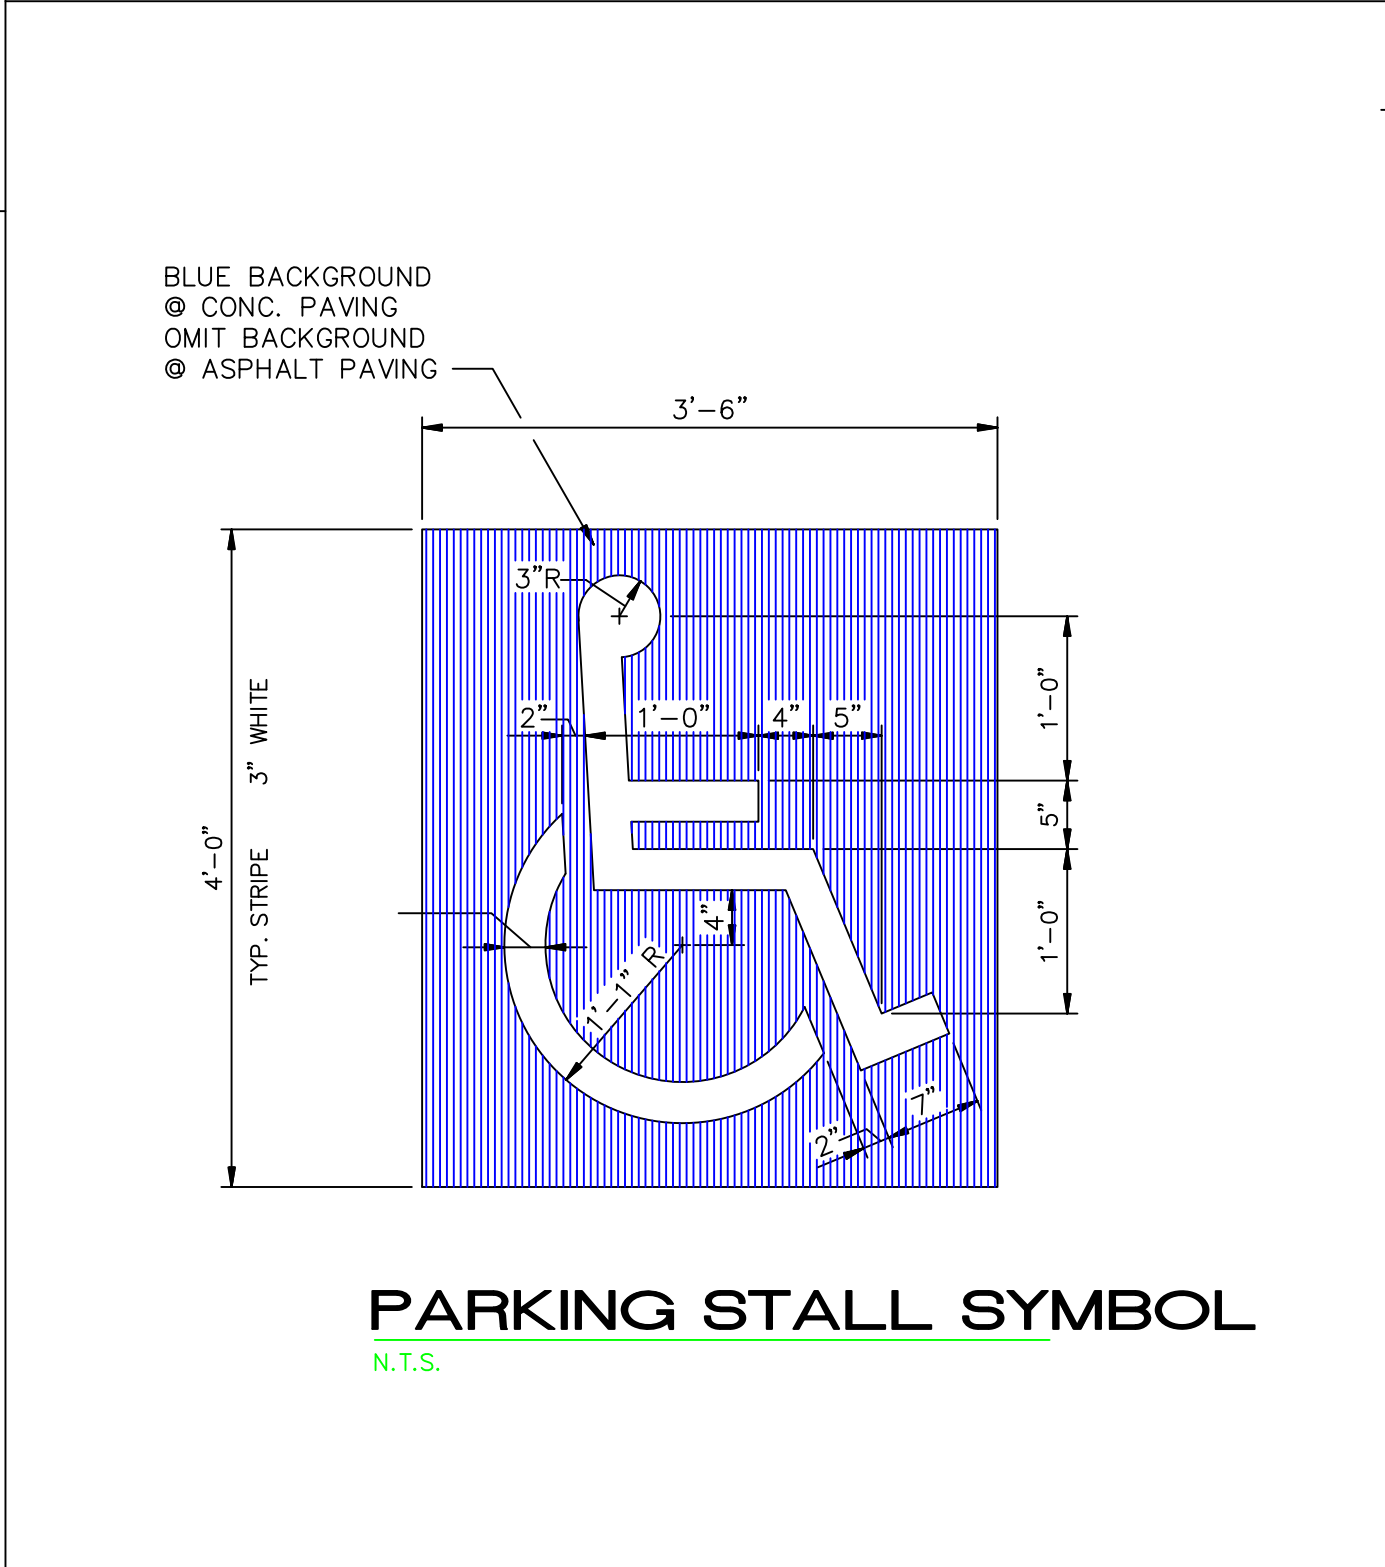 BLUE BACKGROUND
@ CONC. PAVING
OMIT BACKGROUND
@ ASPHALT PAVING
3'-6"
3"R
2"
1'-0"
4"
5"
1'-0"
5"
1'-0"
4'-0"
TYP. STRIPE 3" WHITE
4"
1'-1" R
7"
2"
PARKING STALL SYMBOL
N.T.S.